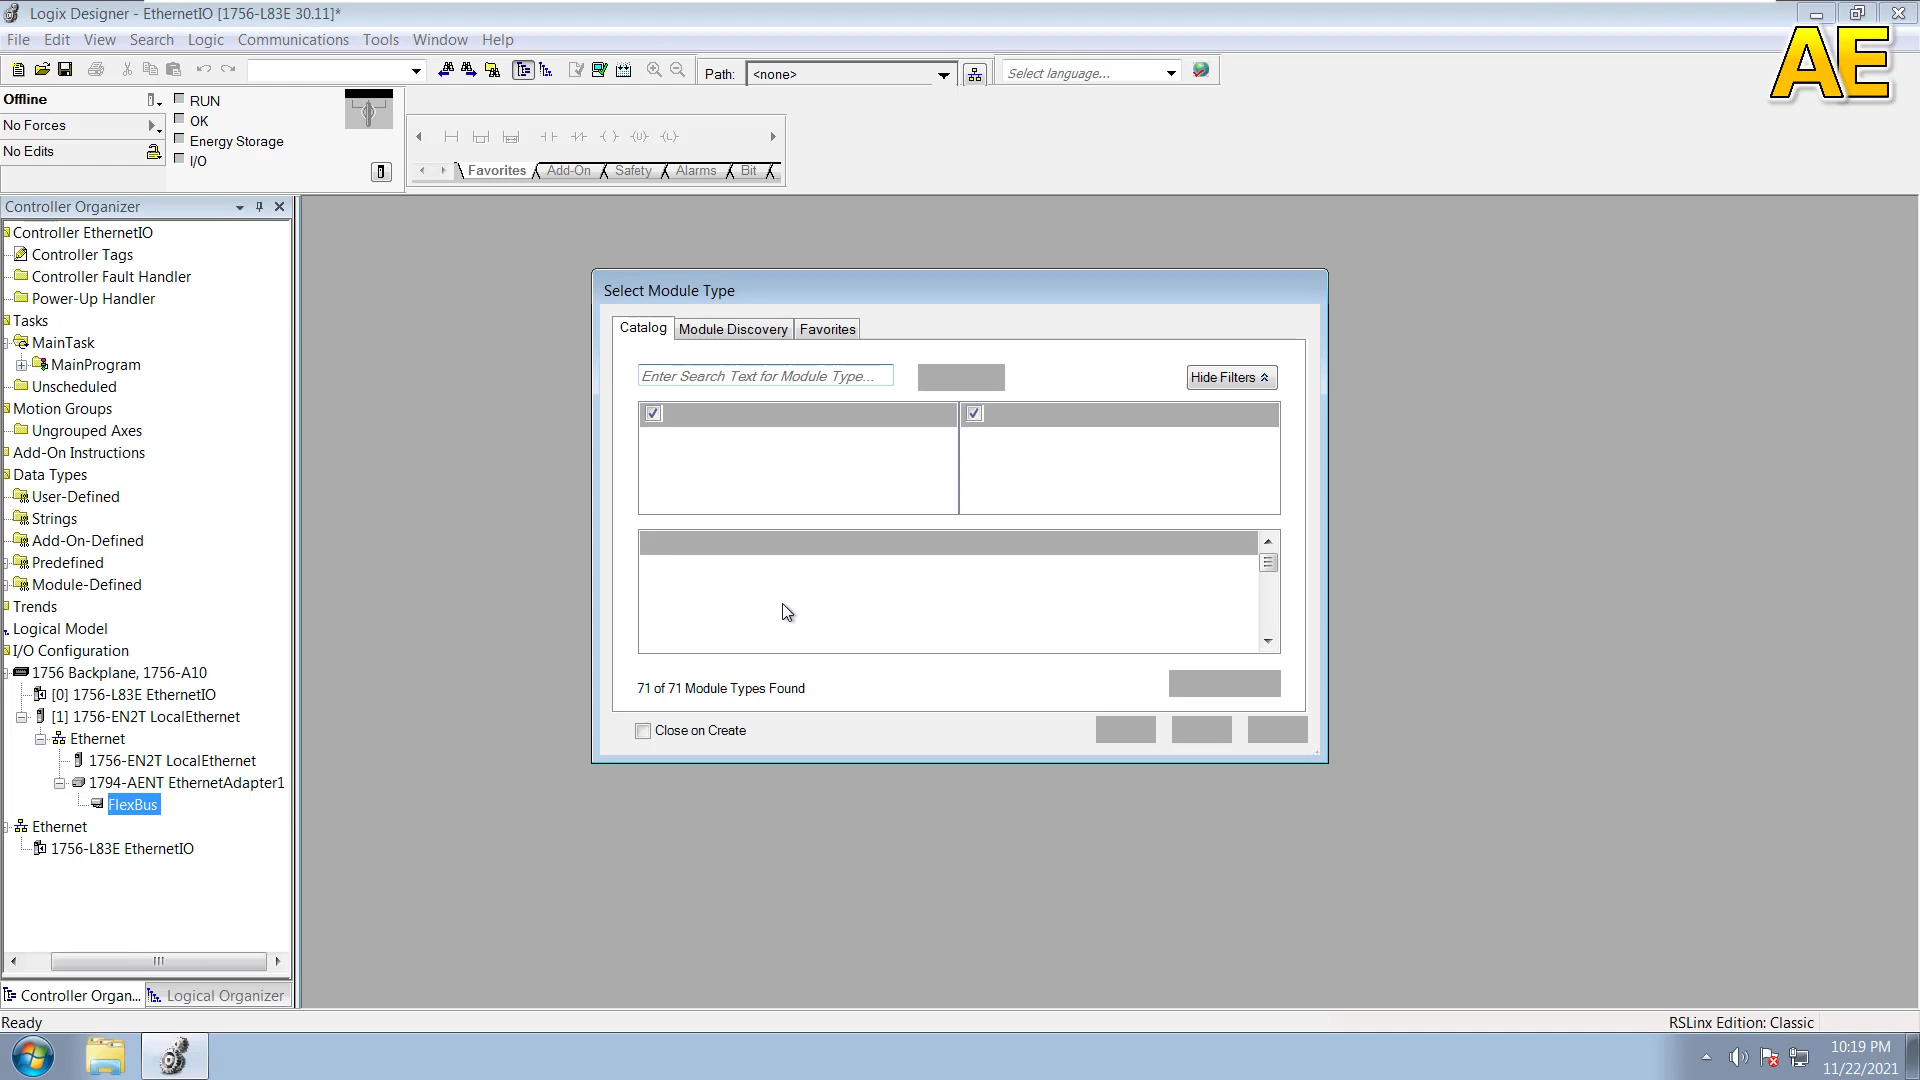 Logix Designer - EthernetIO [1756-L83E 30.11]*
File Edit View Search Logic Communications Tools Window Help
Path: <none>
Select language...
AE
Offline
RUN
No Forces
OK
No Edits
Energy Storage
I/O
Favorites Add-On Safety Alarms Bit
Controller Organizer
Controller EthernetIO
Controller Tags
Controller Fault Handler
Power-Up Handler
Tasks
MainTask
MainProgram
Unscheduled
Motion Groups
Ungrouped Axes
Add-On Instructions
Data Types
User-Defined
Strings
Add-On-Defined
Predefined
Module-Defined
Trends
Logical Model
I/O Configuration
1756 Backplane, 1756-A10
[0] 1756-L83E EthernetIO
[1] 1756-EN2T LocalEthernet
Ethernet
1756-EN2T LocalEthernet
1794-AENT EthernetAdapter1
FlexBus
Ethernet
1756-L83E EthernetIO
Controller Organ...
Logical Organizer
Select Module Type
Catalog Module Discovery Favorites
Enter Search Text for Module Type...
Hide Filters
71 of 71 Module Types Found
Close on Create
Ready
RSLinx Edition: Classic
10:19 PM
11/22/2021